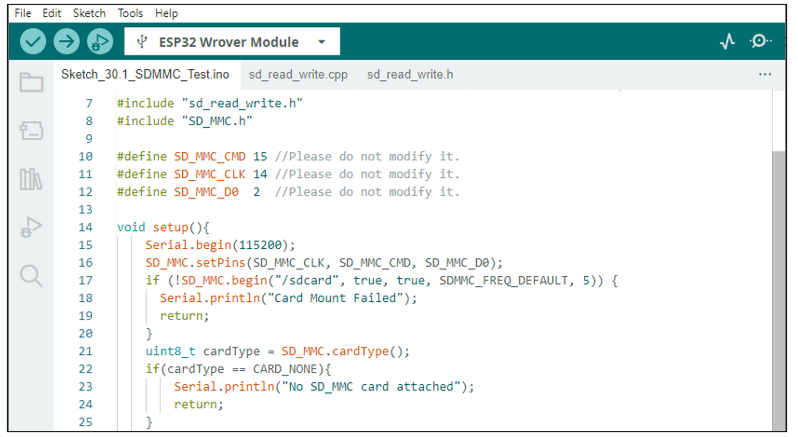 File Edit Sketch Tools Help
ESP32 Wrover Module
Sketch_30.1_SDMMC_Test.ino sd_read_write.cpp sd_read_write.h ...
7 #include "sd_read_write.h"
8 #include "SD_MMC.h"
9
10 #define SD_MMC_CMD 15 //Please do not modify it.
11 #define SD_MMC_CLK 14 //Please do not modify it.
12 #define SD_MMC_D0  2  //Please do not modify it.
13
14 void setup(){
15     Serial.begin(115200);
16     SD_MMC.setPins(SD_MMC_CLK, SD_MMC_CMD, SD_MMC_D0);
17     if (!SD_MMC.begin("/sdcard", true, true, SDMMC_FREQ_DEFAULT, 5)) {
18       Serial.println("Card Mount Failed");
19       return;
20     }
21     uint8_t cardType = SD_MMC.cardType();
22     if(cardType == CARD_NONE){
23         Serial.println("No SD_MMC card attached");
24         return;
25     }